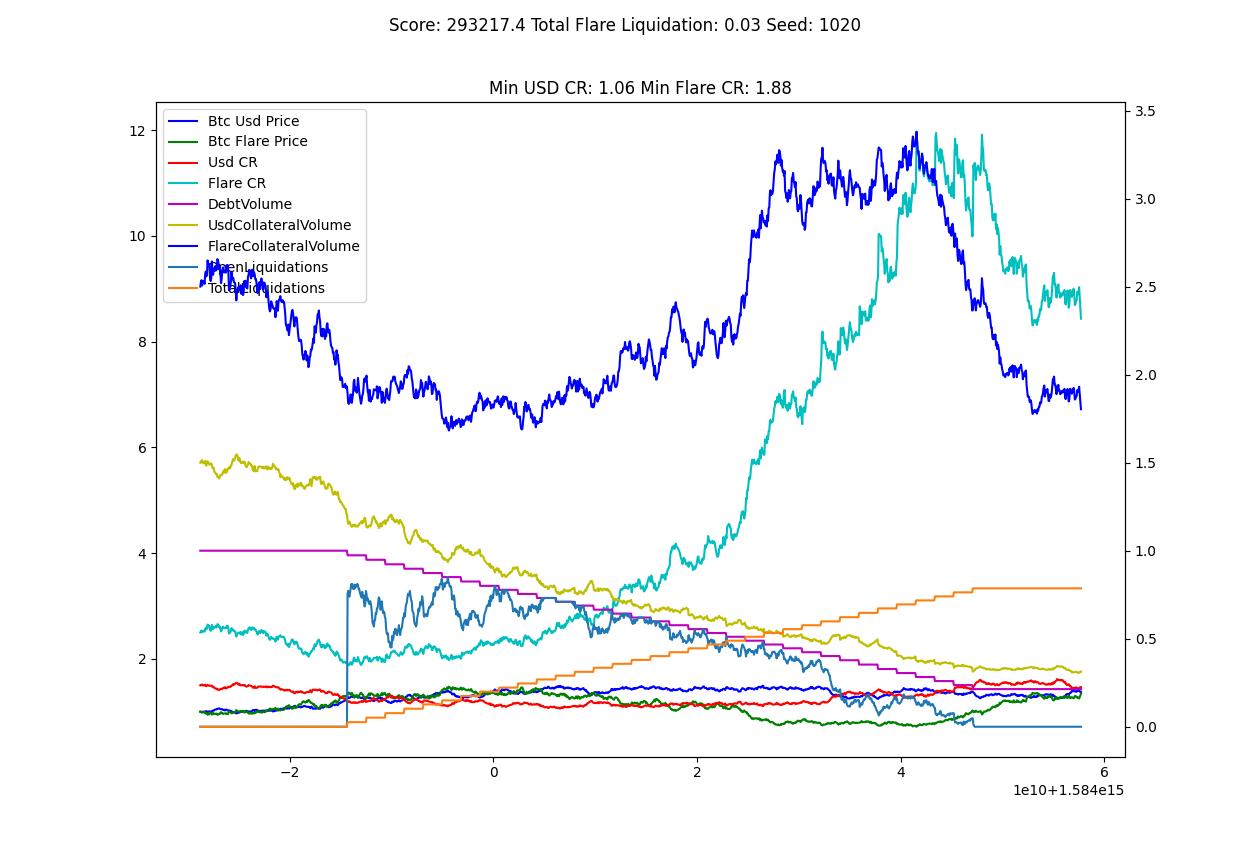 Score: 293217.4 Total Flare Liquidation: 0.03 Seed: 1020
Min USD CR: 1.06 Min Flare CR: 1.88
Btc Usd Price
Btc Flare Price
Usd CR
Flare CR
DebtVolume
UsdCollateralVolume
FlareCollateralVolume
OpenLiquidations
TotalLiquidations
12
10
8
6
4
2
3.5
3.0
2.5
2.0
1.5
1.0
0.5
0.0
−2
0
2
4
6
1e10+1.584e15